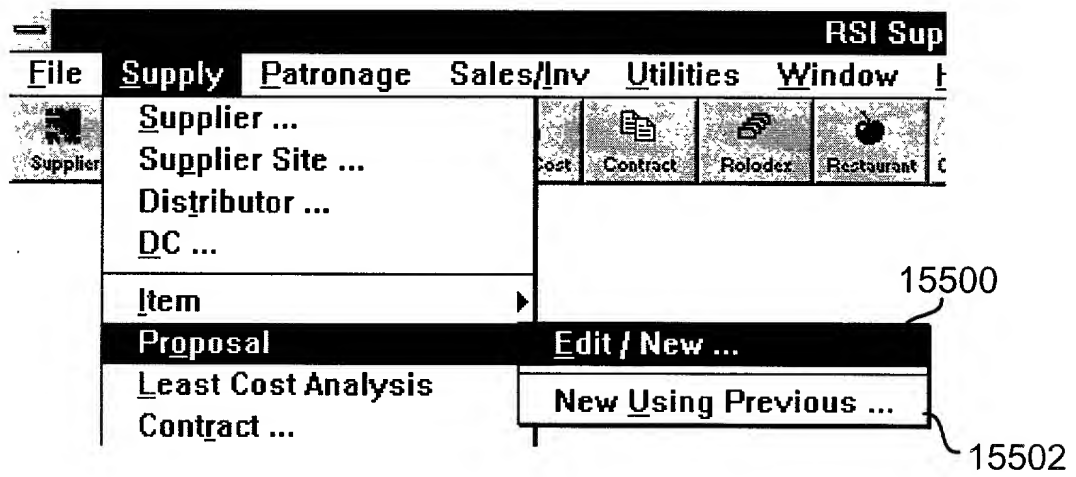 RSI Sup
File Supply Patronage Sales/Inv Utilities Window H
Supplier Cost Contract Rolodex Restaurant C
Supplier ...
Supplier Site ...
Distributor ...
DC ...
Item
Proposal
Least Cost Analysis
Contract ...
15500
Edit / New ...
New Using Previous ...
15502